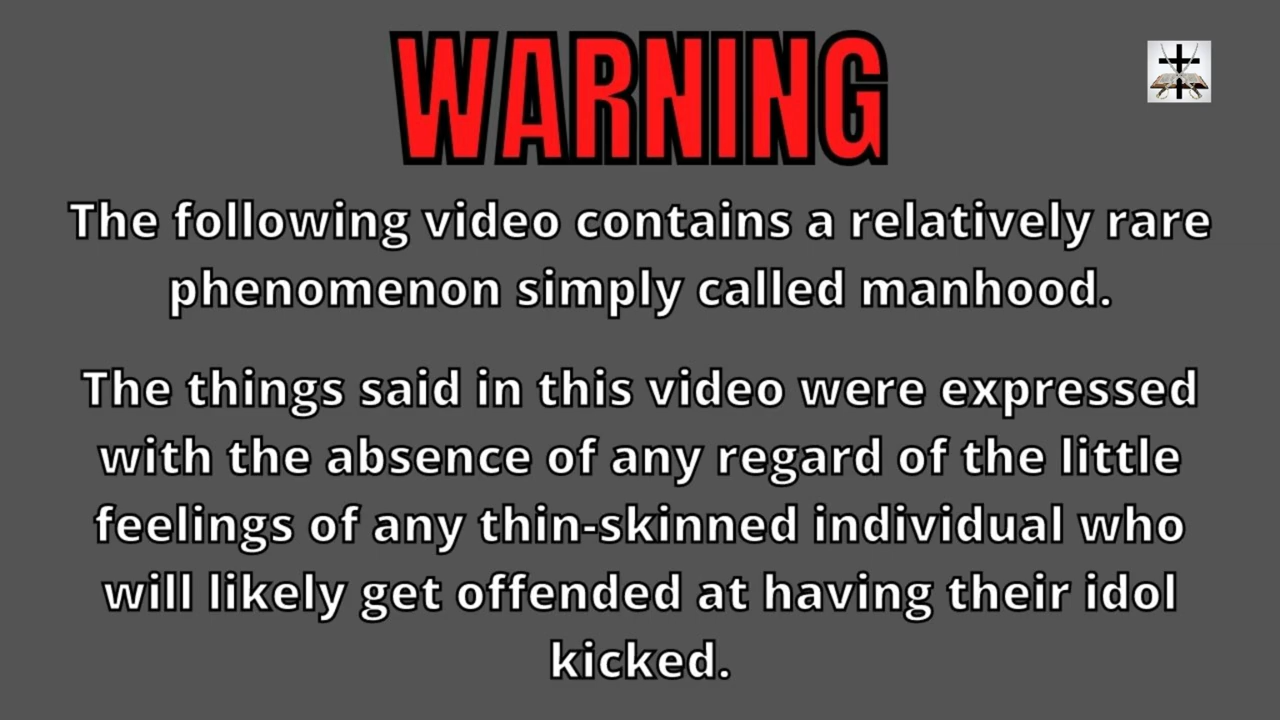 WARNING
The following video contains a relatively rare
phenomenon simply called manhood.
The things said in this video were expressed
with the absence of any regard of the little
feelings of any thin-skinned individual who
will likely get offended at having their idol
kicked.